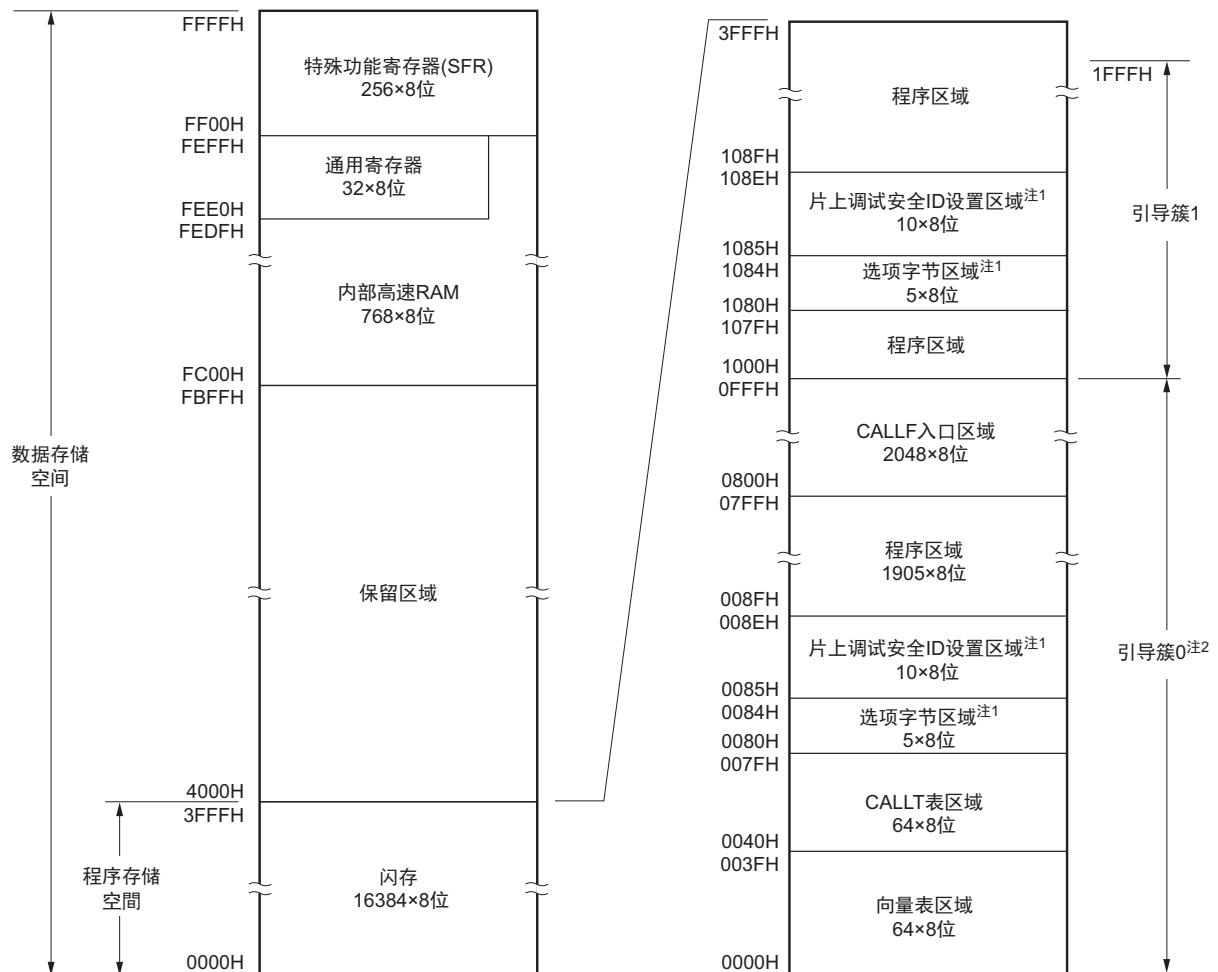 FFFFH
特殊功能寄存器(SFR)
256×8位
FF00H
FEFFH
通用寄存器
32×8位
FEE0H
FEDFH
内部高速RAM
768×8位
FC00H
FBFFH
数据存储
空间
保留区域
4000H
3FFFH
程序存储
空間
闪存
16384×8位
0000H
3FFFH
程序区域
1FFFH
108FH
108EH
片上调试安全ID设置区域注1
10×8位
引导簇1
1085H
1084H
选项字节区域注1
5×8位
1080H
107FH
程序区域
1000H
0FFFH
CALLF入口区域
2048×8位
0800H
07FFH
程序区域
1905×8位
008FH
008EH
片上调试安全ID设置区域注1
10×8位
引导簇0注2
0085H
0084H
选项字节区域注1
5×8位
0080H
007FH
CALLT表区域
64×8位
0040H
003FH
向量表区域
64×8位
0000H